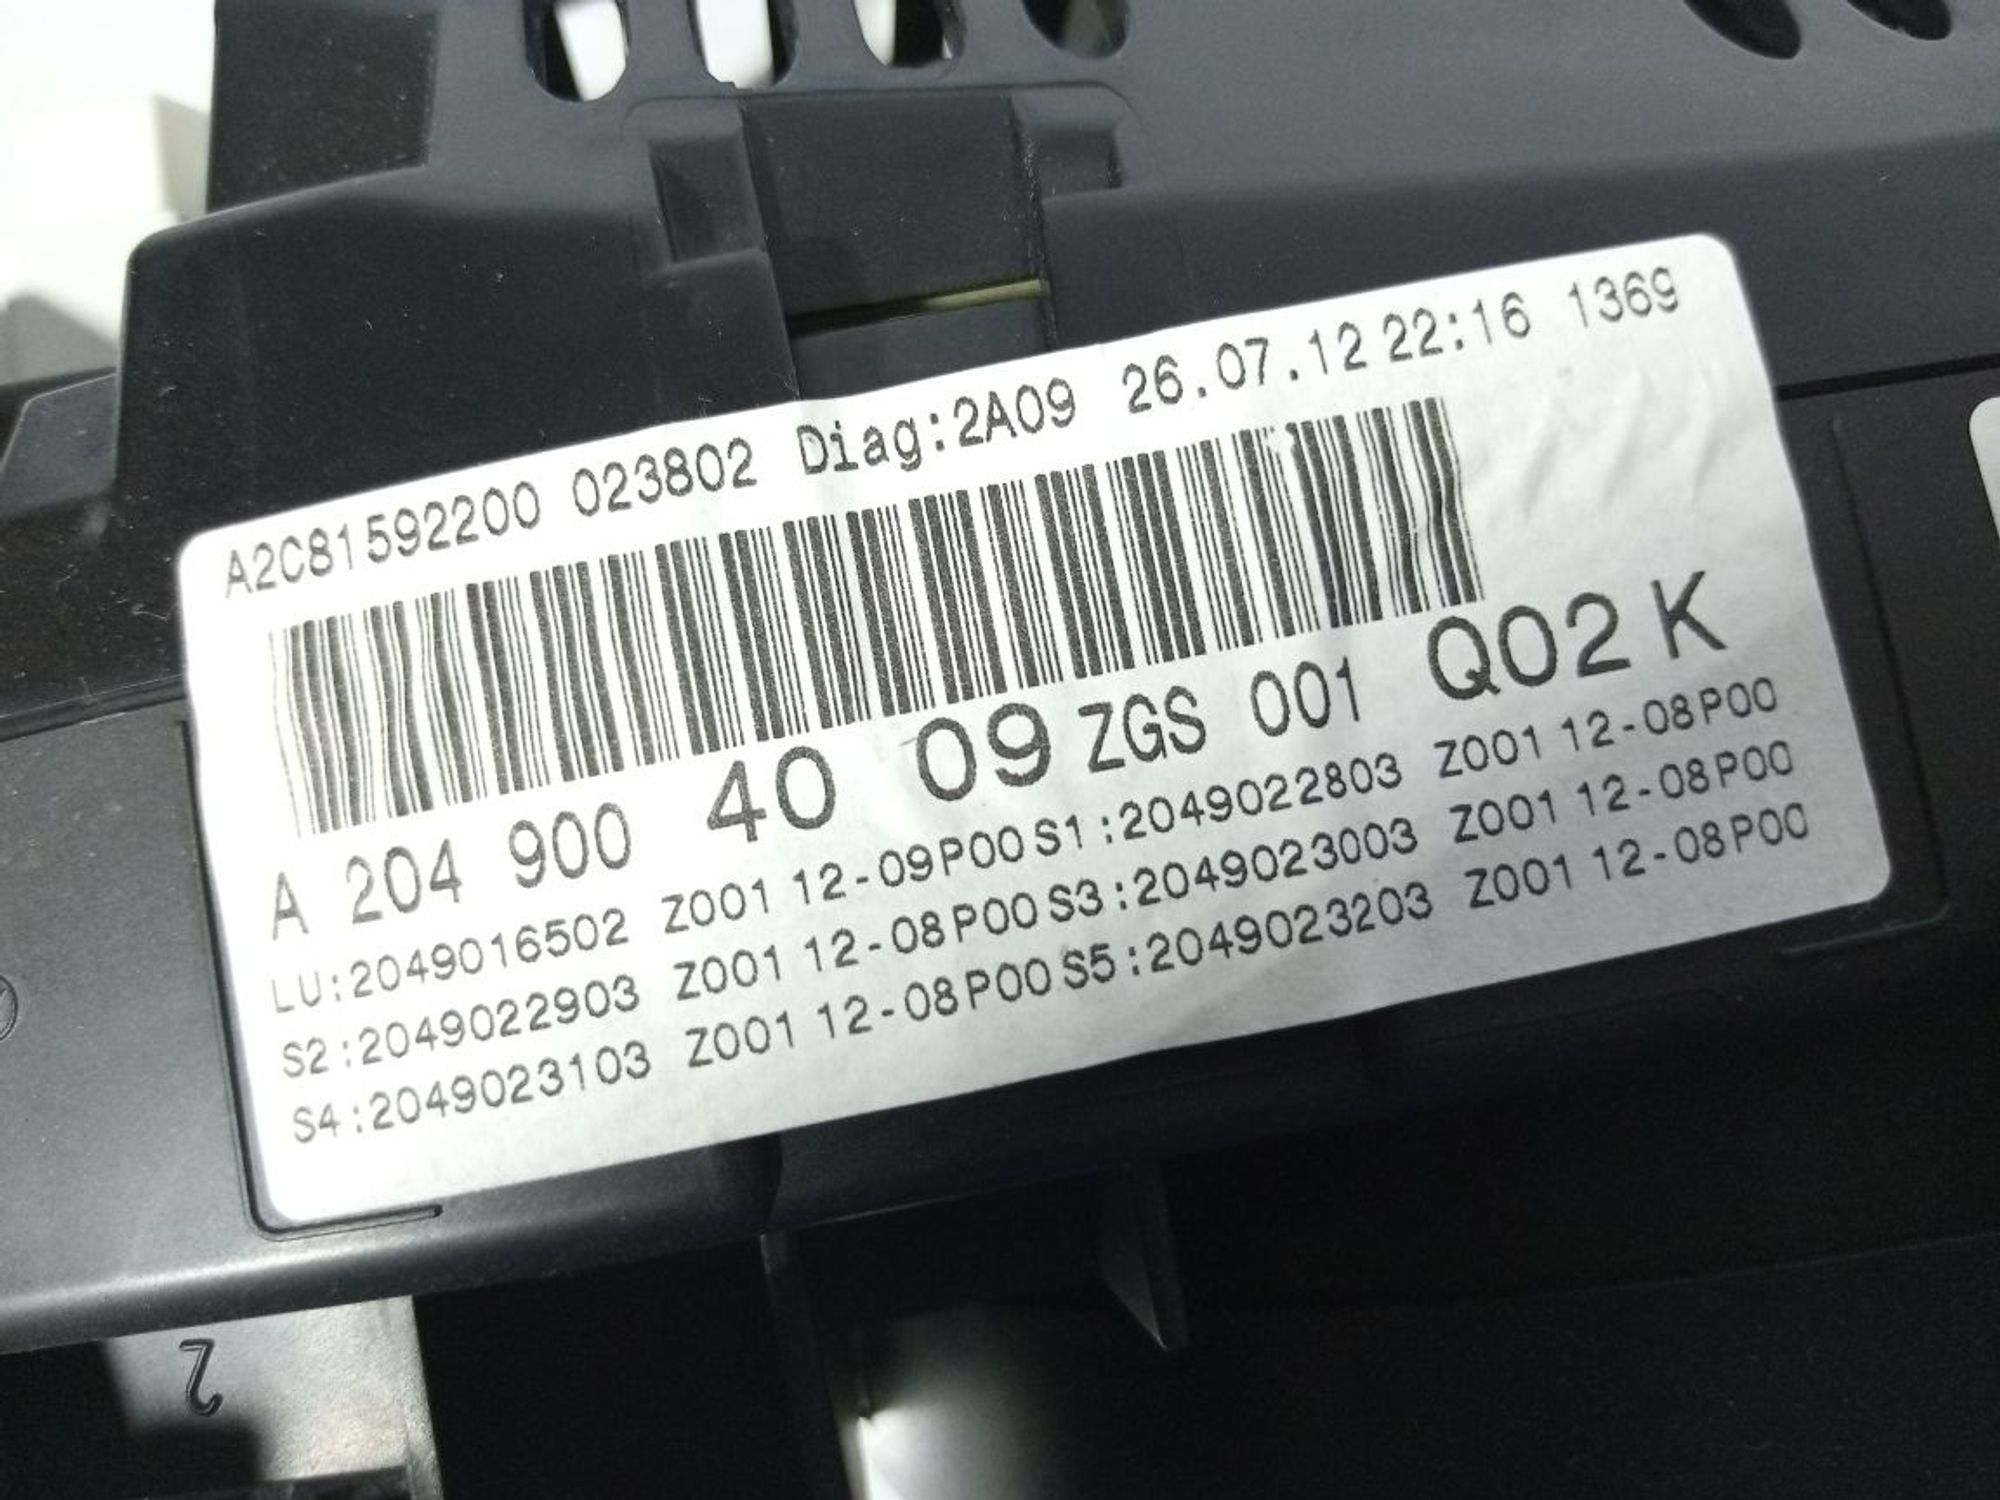 A2C81592200 023802 Diag:2A09 26.07.12 22:16 1369
A 204 900 40 09 ZGS 001 Q02 K
LU:2049016502 Z001 12-09P00 S1:2049022803 Z001 12-08P00
S2:2049022903 Z001 12-08P00 S3:2049023003 Z001 12-08P00
S4:2049023103 Z001 12-08P00 S5:2049023203 Z001 12-08P00
2